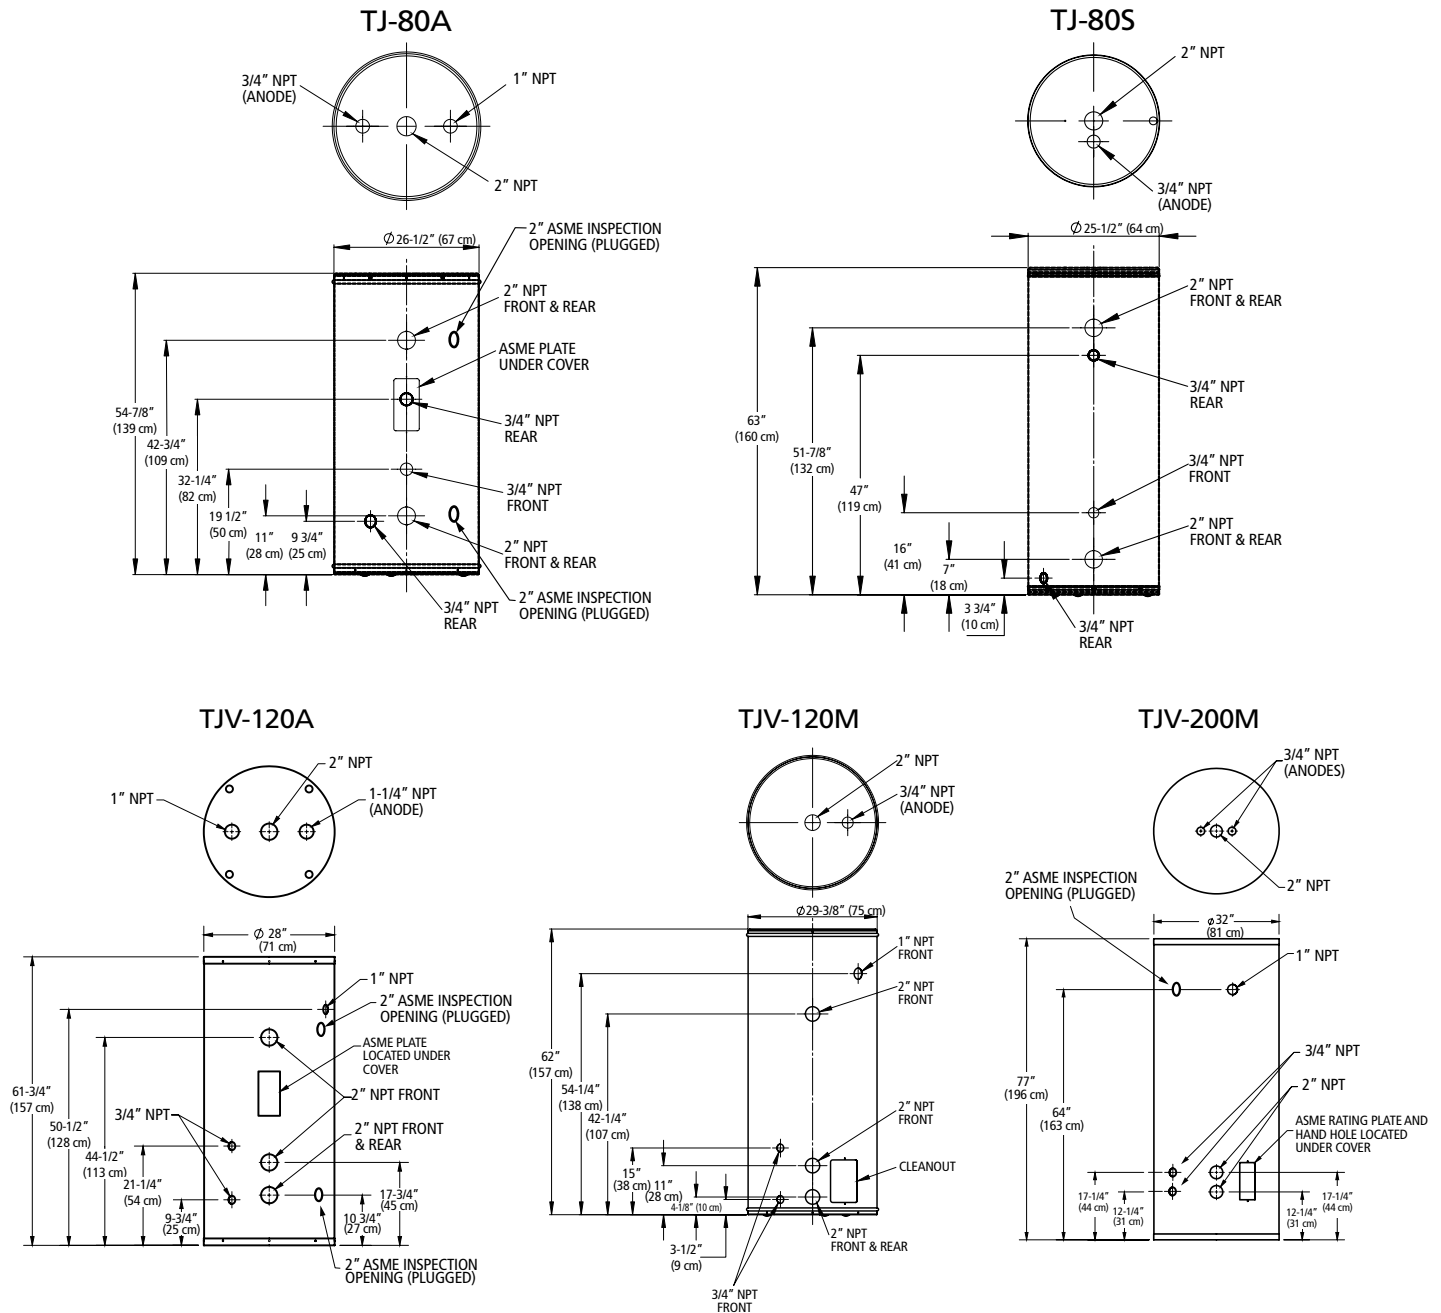 TJ-80A
3/4” NPT
(ANODE)
1” NPT
2” NPT
Ø 26-1/2” (67 cm)
2” ASME INSPECTION
OPENING (PLUGGED)
2” NPT
FRONT & REAR
ASME PLATE
UNDER COVER
3/4” NPT
REAR
54-7/8”
(139 cm)
42-3/4”
(109 cm)
32-1/4”
(82 cm)
19 1/2”
(50 cm)
11”
(28 cm)
9 3/4”
(25 cm)
3/4” NPT
FRONT
2” NPT
FRONT & REAR
2” ASME INSPECTION
OPENING (PLUGGED)
3/4” NPT
REAR
TJ-80S
2” NPT
3/4” NPT
(ANODE)
Ø 25-1/2” (64 cm)
2” NPT
FRONT & REAR
3/4” NPT
REAR
63”
(160 cm)
51-7/8”
(132 cm)
47”
(119 cm)
3/4” NPT
FRONT
2” NPT
FRONT & REAR
16”
(41 cm)
7”
(18 cm)
3 3/4”
(10 cm)
3/4” NPT
REAR
TJV-120A
2” NPT
1” NPT
1-1/4” NPT
(ANODE)
Ø 28”
(71 cm)
1” NPT
2” ASME INSPECTION
OPENING (PLUGGED)
ASME PLATE
LOCATED UNDER
COVER
2” NPT FRONT
61-3/4”
(157 cm)
50-1/2”
(128 cm)
44-1/2”
(113 cm)
3/4” NPT
21-1/4”
(54 cm)
9-3/4”
(25 cm)
2” NPT FRONT
& REAR
17-3/4”
(45 cm)
10 3/4”
(27 cm)
2” ASME INSPECTION
OPENING (PLUGGED)
TJV-120M
2” NPT
3/4” NPT
(ANODE)
Ø29-3/8” (75 cm)
1” NPT
FRONT
2” NPT
FRONT
62”
(157 cm)
54-1/4”
(138 cm)
42-1/4”
(107 cm)
2” NPT
FRONT
CLEANOUT
15”
(38 cm)
11”
(28 cm)
4-1/8” (10 cm)
3-1/2”
(9 cm)
2” NPT
FRONT & REAR
3/4” NPT
FRONT
TJV-200M
3/4” NPT
(ANODES)
2” NPT
2” ASME INSPECTION
OPENING (PLUGGED)
ø32”
(81 cm)
1” NPT
77”
(196 cm)
64”
(163 cm)
3/4” NPT
2” NPT
ASME RATING PLATE AND
HAND HOLE LOCATED
UNDER COVER
17-1/4”
(44 cm)
12-1/4”
(31 cm)
12-1/4”
(31 cm)
17-1/4”
(44 cm)